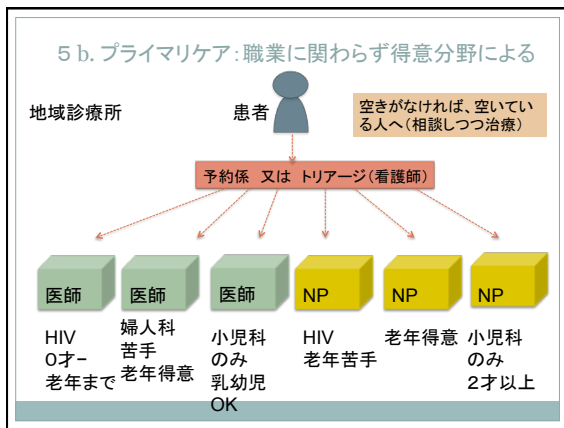 ５b. プライマリケア：職業に関わらず得意分野による
地域診療所
患者
空きがなければ、空いてい
る人へ(相談しつつ治療)
予約係 又は トリアージ(看護師)
医師
医師
医師
NP
NP
NP
HIV
０才−
老年まで
婦人科
苦手
老年得意
小児科
のみ
乳幼児
OK
HIV
老年苦手
老年得意
小児科
のみ
２才以上